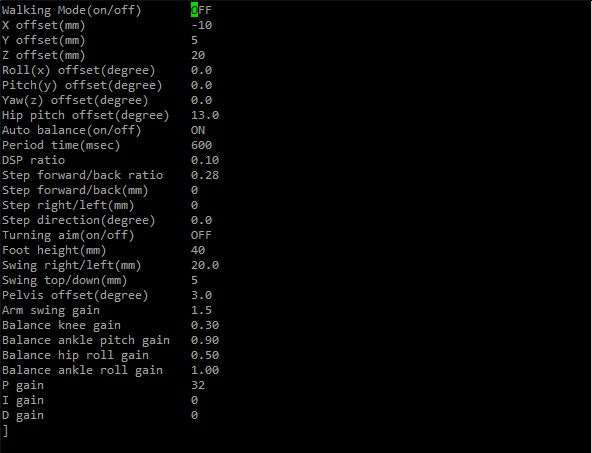 Walking Mode(on/off) OFF
X offset(mm) -10
Y offset(mm) 5
Z offset(mm) 20
Roll(x) offset(degree) 0.0
Pitch(y) offset(degree) 0.0
Yaw(z) offset(degree) 0.0
Hip pitch offset(degree) 13.0
Auto balance(on/off) ON
Period time(msec) 600
DSP ratio 0.10
Step forward/back ratio 0.28
Step forward/back(mm) 0
Step right/left(mm) 0
Step direction(degree) 0.0
Turning aim(on/off) OFF
Foot height(mm) 40
Swing right/left(mm) 20.0
Swing top/down(mm) 5
Pelvis offset(degree) 3.0
Arm swing gain 1.5
Balance knee gain 0.30
Balance ankle pitch gain 0.90
Balance hip roll gain 0.50
Balance ankle roll gain 1.00
P gain 32
I gain 0
D gain 0
]